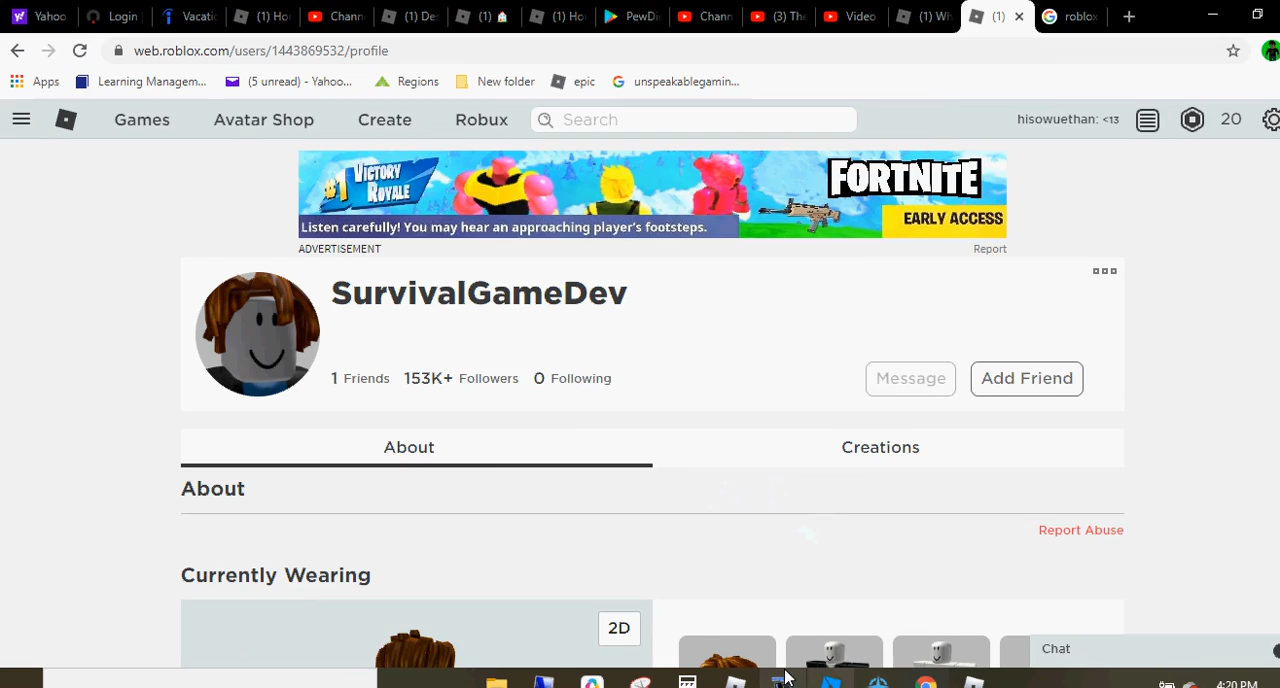 Yahoo Login Vacati (1) Ho Chann (1) De (1) (1) Ho PewDi Chann (3) The Video (1) Wh (1) roblox
web.roblox.com/users/1443869532/profile
Apps Learning Managem... (5 unread) - Yahoo... Regions New folder epic unspeakablegamin...
Games Avatar Shop Create Robux Search hisowuethan: <13 20
#1 VICTORY ROYALE
FORTNITE
Listen carefully! You may hear an approaching player's footsteps.
EARLY ACCESS
ADVERTISEMENT Report
SurvivalGameDev
1 Friends 153K+ Followers 0 Following
Message Add Friend
About Creations
About
Report Abuse
Currently Wearing
2D
Chat
4:20 PM